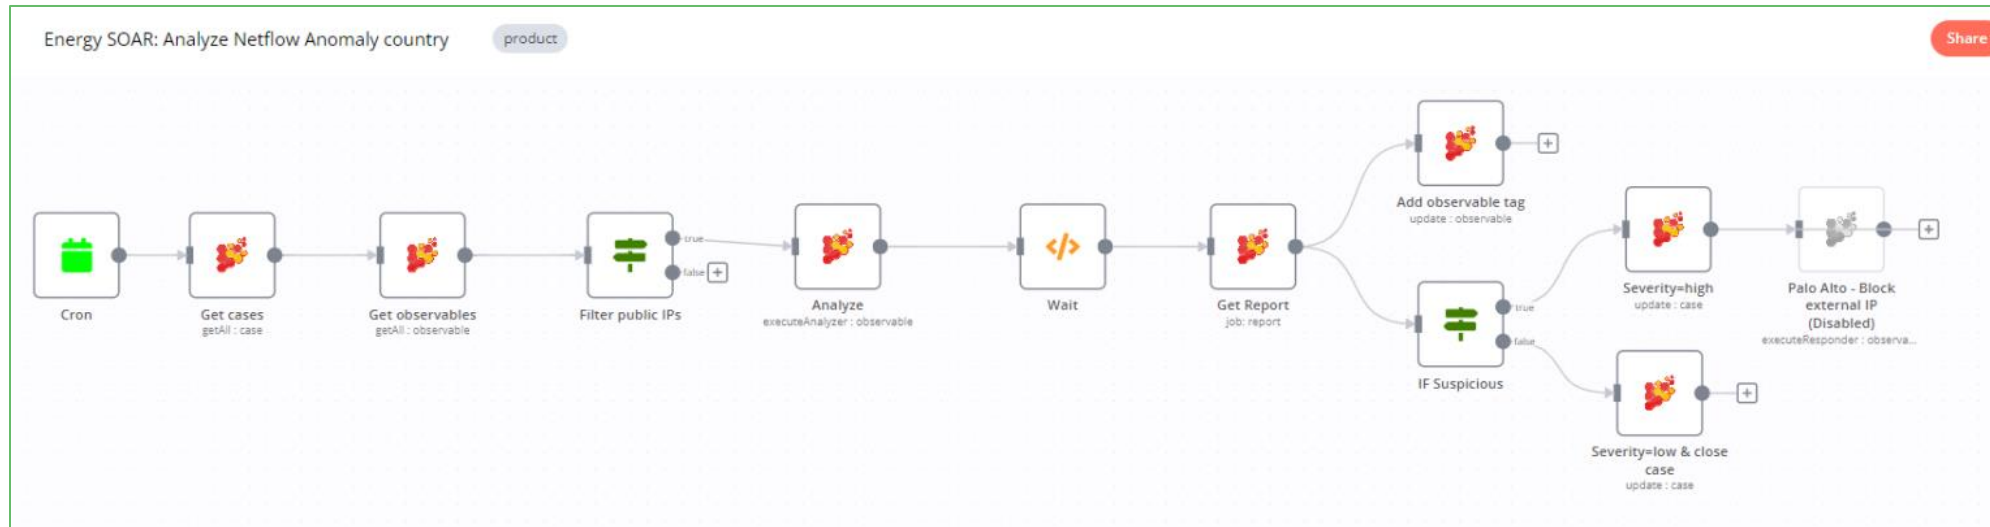 Energy SOAR: Analyze Netflow Anomaly country
product
Share
Cron
Get cases
getAll : case
Get observables
getAll : observable
Filter public IPs
true
false
Analyze
executeAnalyzer : observable
Wait
Get Report
job: report
Add observable tag
update : observable
IF Suspicious
true
false
Severity=high
update : case
Palo Alto - Block
external IP
(Disabled)
executeResponder : observa...
Severity=low & close
case
update : case